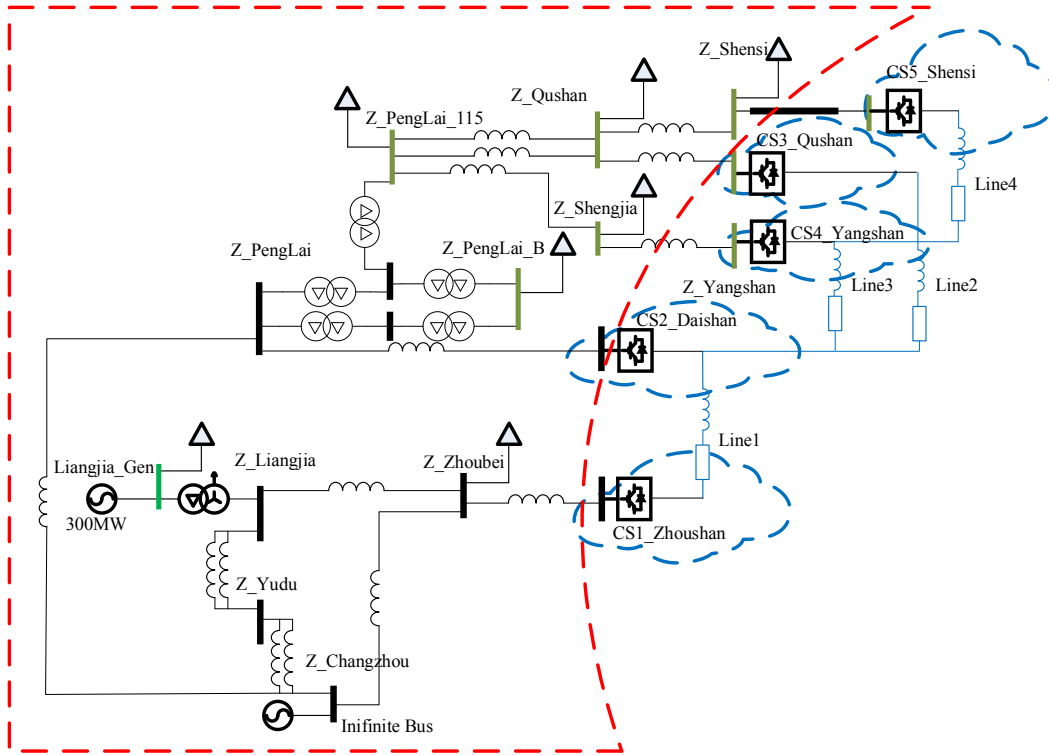 Z_Shensi
CS5_Shensi
Z_Qushan
Z_PengLai_115
CS3_Qushan
Line4
Z_Shengjia
CS4_Yangshan
Z_PengLai
Z_PengLai_B
Z_Yangshan
Line3
Line2
CS2_Daishan
Line1
Liangjia_Gen
Z_Liangjia
Z_Zhoubei
300MW
CS1_Zhoushan
Z_Yudu
Z_Changzhou
Inifinite Bus